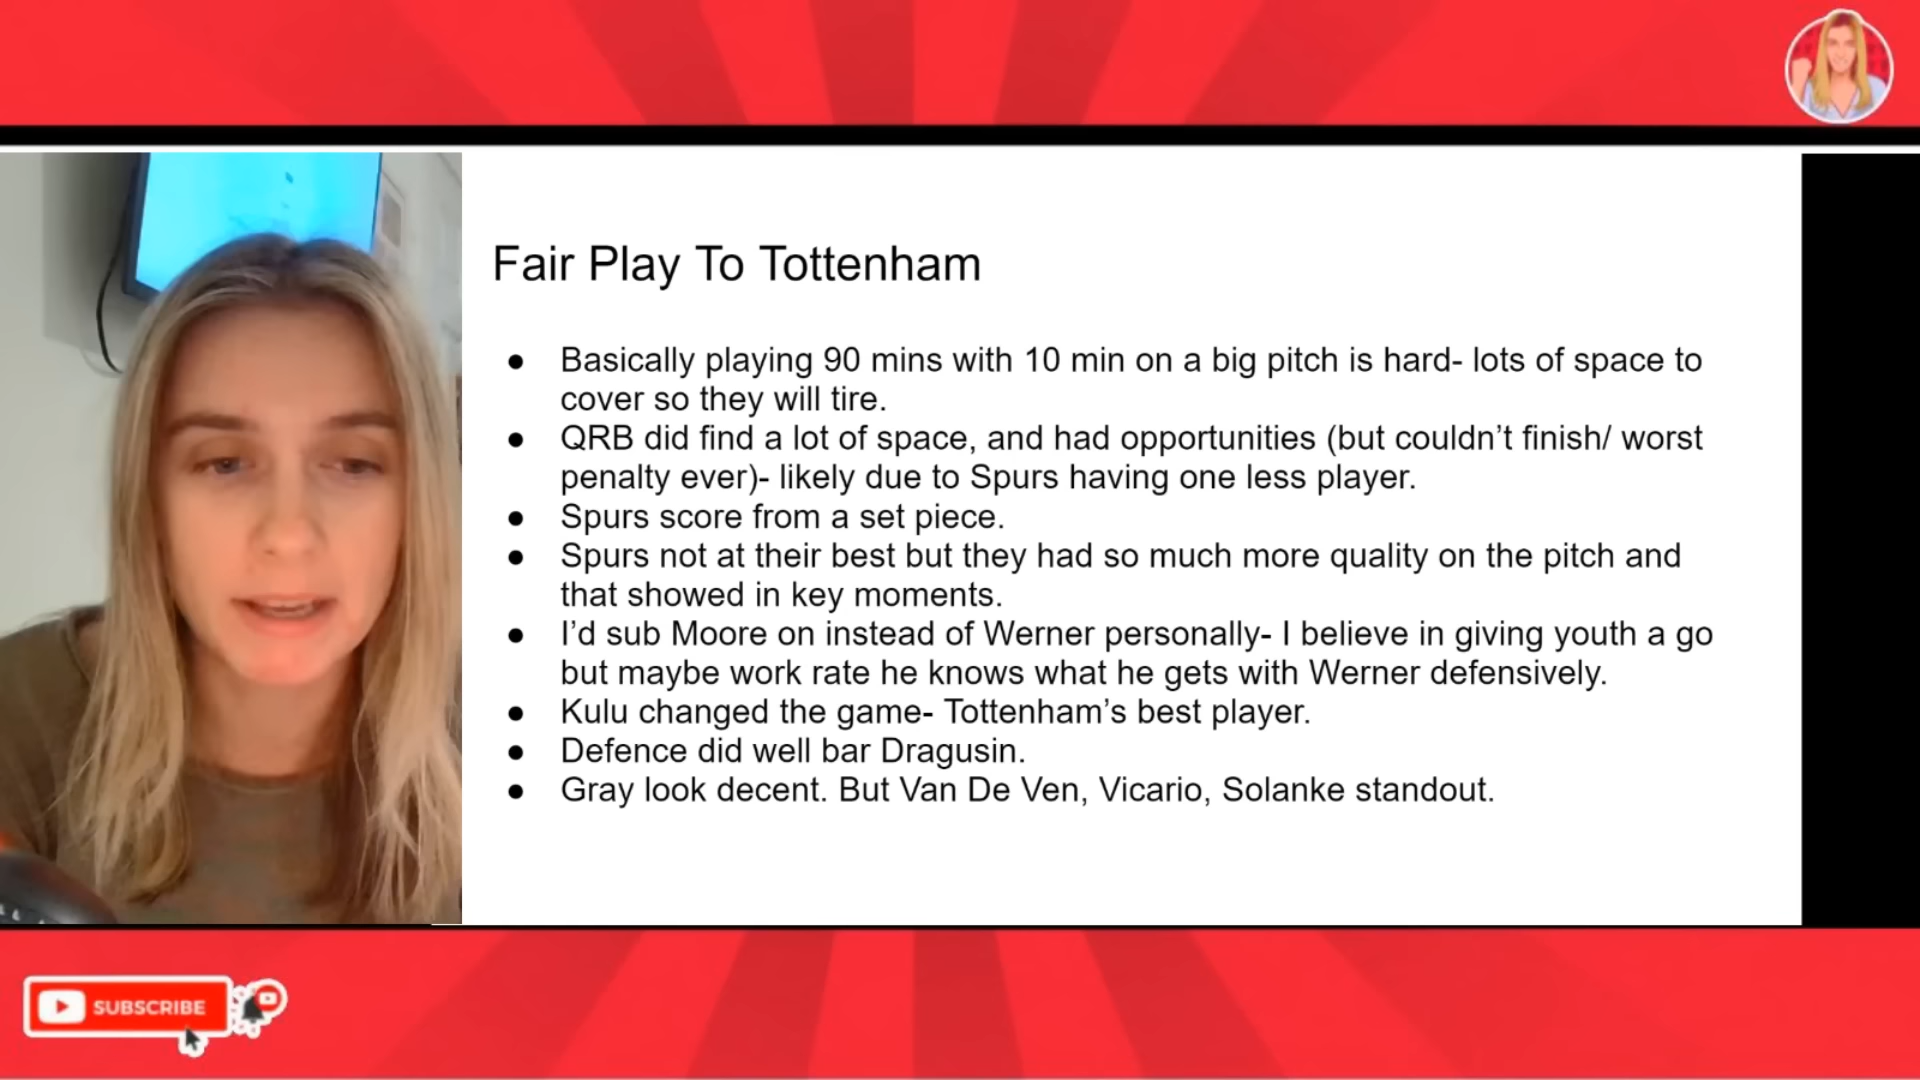 Fair Play To Tottenham
● Basically playing 90 mins with 10 min on a big pitch is hard- lots of space to
cover so they will tire.
● QRB did find a lot of space, and had opportunities (but couldn’t finish/ worst
penalty ever)- likely due to Spurs having one less player.
● Spurs score from a set piece.
● Spurs not at their best but they had so much more quality on the pitch and
that showed in key moments.
● I’d sub Moore on instead of Werner personally- I believe in giving youth a go
but maybe work rate he knows what he gets with Werner defensively.
● Kulu changed the game- Tottenham’s best player.
● Defence did well bar Dragusin.
● Gray look decent. But Van De Ven, Vicario, Solanke standout.
SUBSCRIBE